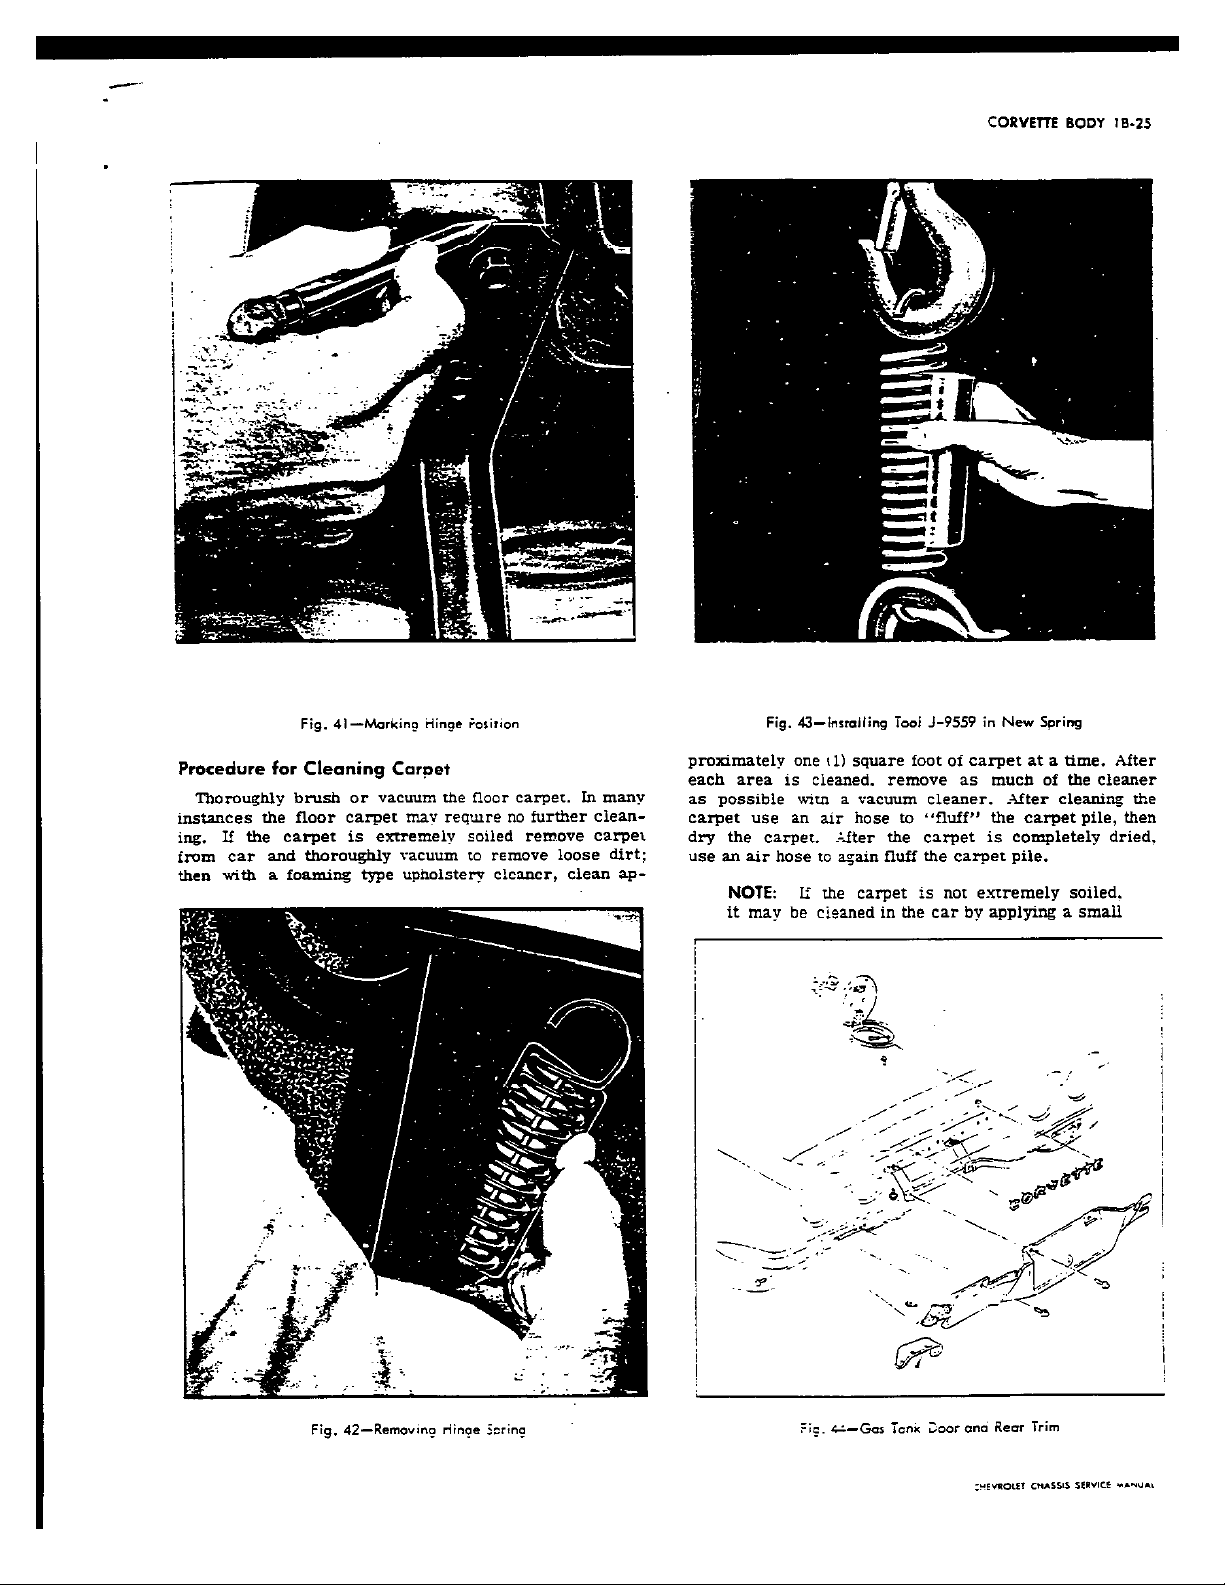 CORVETTE BODY 1B-25
Fig. 41—Marking Hinge Position
Procedure for Cleaning Carpet
Thoroughly brush or vacuum the floor carpet. In many
instances the floor carpet may require no further clean-
ing. If the carpet is extremely soiled remove carpet
from car and thoroughly vacuum to remove loose dirt;
then with a foaming type upholstery cleaner, clean ap-
Fig. 42—Removing Hinge Spring
Fig. 43—Installing Tool J-9559 in New Spring
proximately one (1) square foot of carpet at a time. After
each area is cleaned, remove as much of the cleaner
as possible with a vacuum cleaner. After cleaning the
carpet use an air hose to "fluff" the carpet pile, then
dry the carpet. After the carpet is completely dried,
use an air hose to again fluff the carpet pile.
NOTE: If the carpet is not extremely soiled,
it may be cleaned in the car by applying a small
CORVETTE
Fig. 44—Gas Tank Door and Rear Trim
CHEVROLET CHASSIS SERVICE MANUAL